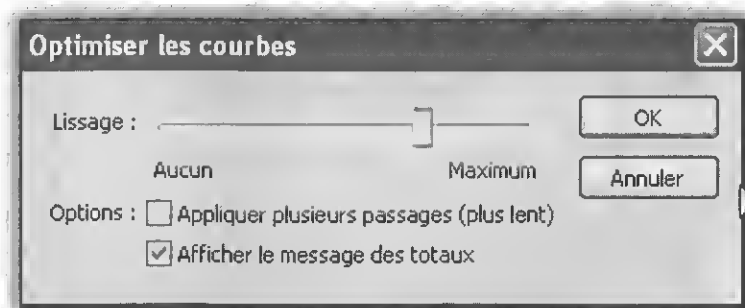 Optimiser les courbes
Lissage :
OK
Aucun
Maximum
Annuler
Options :
Appliquer plusieurs passages (plus lent)
Afficher le message des totaux